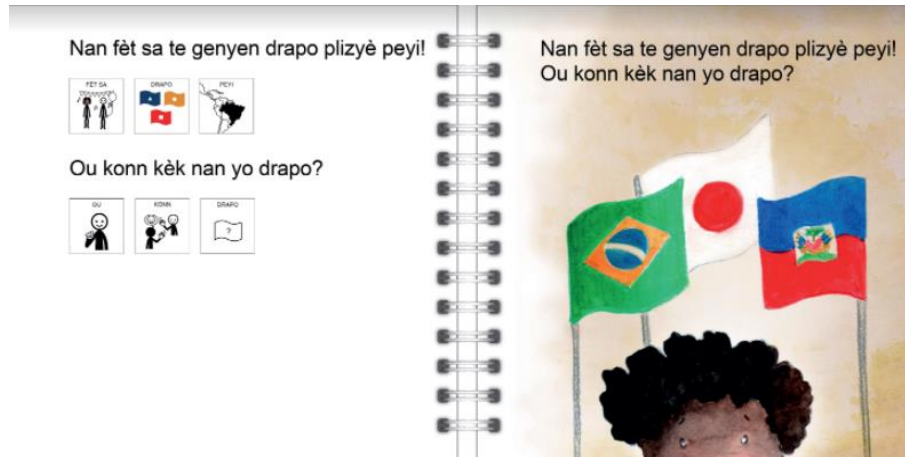 Nan fèt sa te genyen drapo plizyè peyi!
FÈT SA DRAPO PEYI
Ou konn kèk nan yo drapo?
OU KONN DRAPO
?
Nan fèt sa te genyen drapo plizyè peyi!
Ou konn kèk nan yo drapo?